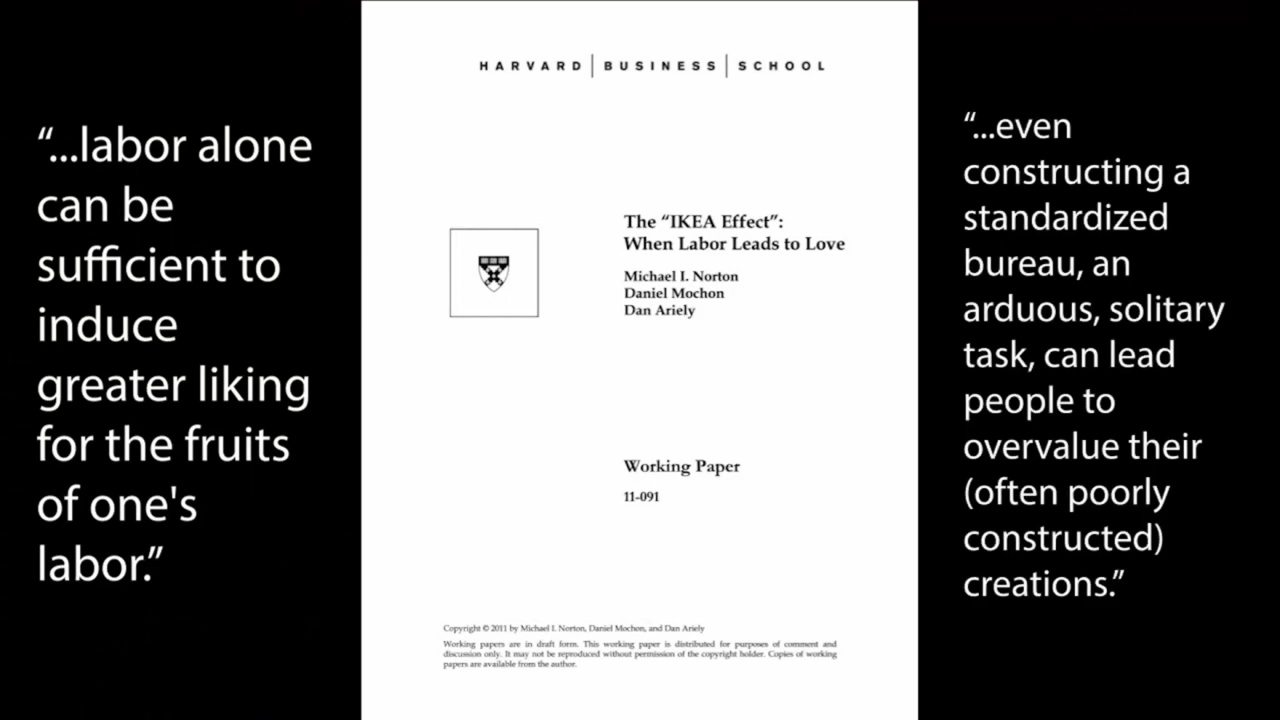 “...labor alone
can be
sufficient to
induce
greater liking
for the fruits
of one's
labor.”
HARVARD | BUSINESS | SCHOOL
The “IKEA Effect”:
When Labor Leads to Love
Michael I. Norton
Daniel Mochon
Dan Ariely
Working Paper
11-091
Copyright © 2011 by Michael I. Norton, Daniel Mochon, and Dan Ariely
Working papers are in draft form. This working paper is distributed for purposes of comment and
discussion only. It may not be reproduced without permission of the copyright holder. Copies of working
papers are available from the author.
“...even
constructing a
standardized
bureau, an
arduous, solitary
task, can lead
people to
overvalue their
(often poorly
constructed)
creations.”